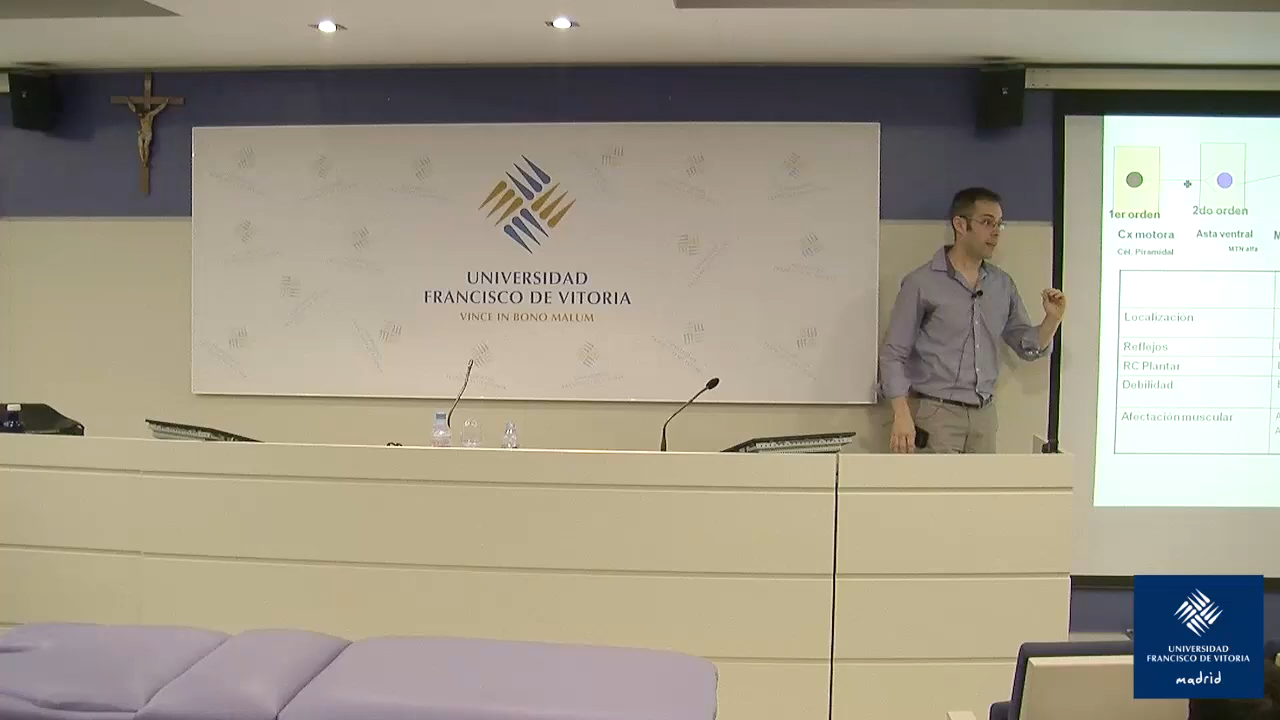 UNIVERSIDAD
FRANCISCO DE VITORIA
VINCE IN BONO MALUM
1er orden
2do orden
Cx motora
Asta ventral
Cél. Piramidal
MTN alfa
Localización
Reflejos
RC Plantar
Debilidad
Afectación muscular
UNIVERSIDAD
FRANCISCO DE VITORIA
madrid